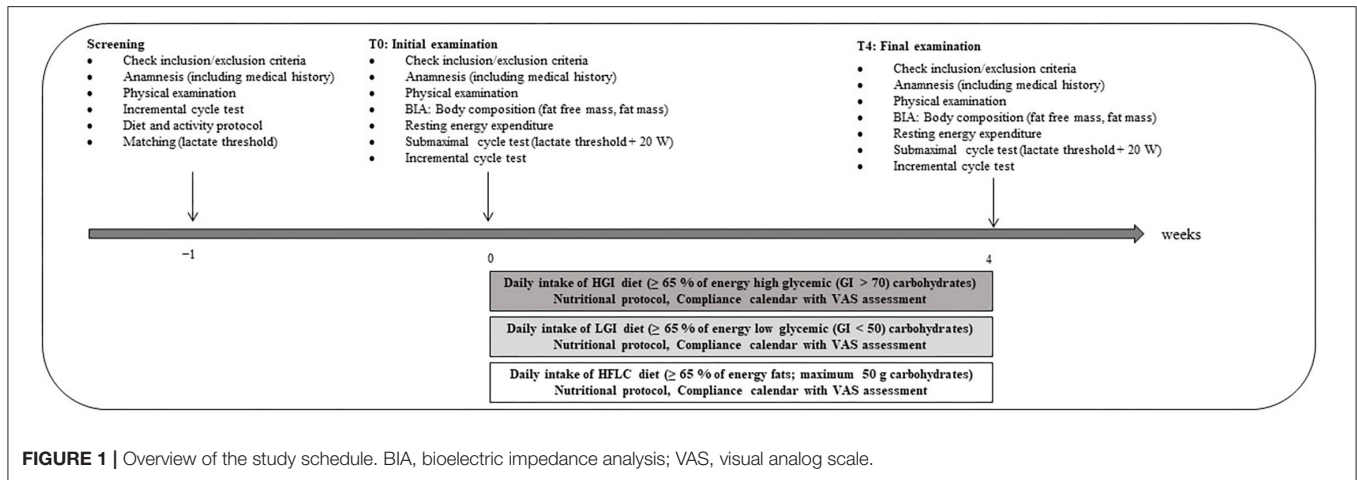 Screening
• Check inclusion/exclusion criteria
• Anamnesis (including medical history)
• Physical examination
• Incremental cycle test
• Diet and activity protocol
• Matching (lactate threshold)
T0: Initial examination
• Check inclusion/exclusion criteria
• Anamnesis (including medical history)
• Physical examination
• BIA: Body composition (fat free mass, fat mass)
• Resting energy expenditure
• Submaximal cycle test (lactate threshold + 20 W)
• Incremental cycle test
T4: Final examination
• Check inclusion/exclusion criteria
• Anamnesis (including medical history)
• Physical examination
• BIA: Body composition (fat free mass, fat mass)
• Resting energy expenditure
• Submaximal cycle test (lactate threshold + 20 W)
• Incremental cycle test
weeks
−1
0
4
Daily intake of HGI diet (≥ 65 % of energy high glycemic (GI > 70) carbohydrates)
Nutritional protocol, Compliance calendar with VAS assessment
Daily intake of LGI diet (≥ 65 % of energy low glycemic (GI < 50) carbohydrates)
Nutritional protocol, Compliance calendar with VAS assessment
Daily intake of HFLC diet (≥ 65 % of energy fats; maximum 50 g carbohydrates)
Nutritional protocol, Compliance calendar with VAS assessment
FIGURE 1 | Overview of the study schedule. BIA, bioelectric impedance analysis; VAS, visual analog scale.